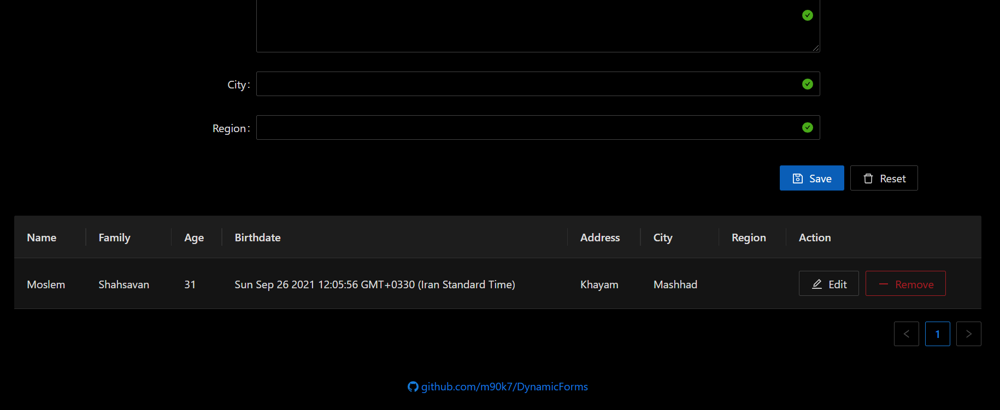 City:
Region:
Save Reset
Name Family Age Birthdate Address City Region Action
Moslem Shahsavan 31 Sun Sep 26 2021 12:05:56 GMT+0330 (Iran Standard Time) Khayam Mashhad Edit Remove
< 1 >
github.com/m90k7/DynamicForms